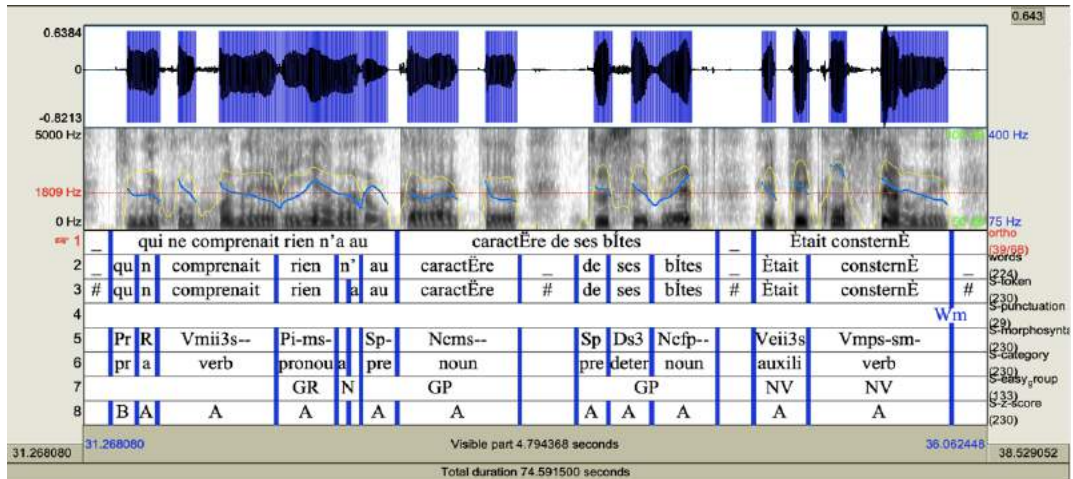 0.643
0.6384
0
-0.8213
5000 Hz 400 Hz
1809 Hz
0 Hz 75 Hz
1 _ qui ne comprenait rien n'a au caractËre de ses bÍtes _ Ètait consternÈ ortho (39/68)
2 _ qu n comprenait rien n' au caractËre _ de ses bÍtes _ Ètait consternÈ _ words (224)
3 # qu n comprenait rien a au caractËre # de ses bÍtes # Ètait consternÈ # S-token (230)
4 Wm S-punctuation (29)
5 Pr R Vmii3s-- Pi-ms- Sp- Ncms-- Sp Ds3 Ncfp-- Veii3s Vmps-sm- S-morphosynta (230)
6 pr a verb pronou a pre noun pre deter noun auxili verb S-category (230)
7 GR N GP GP NV NV S-easy_group (133)
8 B A A A A A A A A A A S-z-score (230)
31.268080 Visible part 4.794368 seconds 36.062448
31.268080 38.529052
Total duration 74.591500 seconds